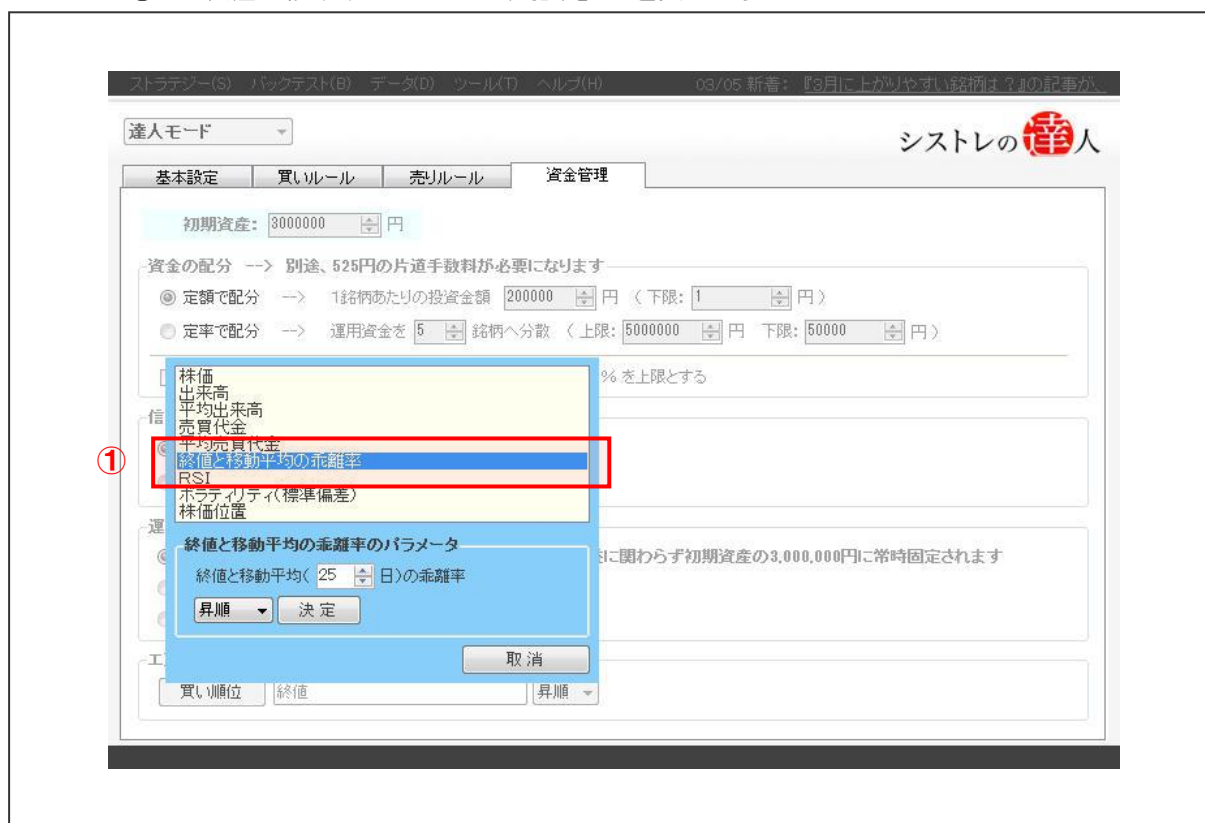 ストラテジー(S) バックテスト(B) データ(D) ツール(T) ヘルプ(H) 03/05 新着: 『3月に上がりやすい銘柄は?』の記事が、
達人モード
シストレの達人
基本設定 買いルール 売りルール 資金管理
初期資産: 3000000 円
資金の配分 --> 別途、525円の片道手数料が必要になります
定額で配分 --> 1銘柄あたりの投資金額 200000 円 (下限: 1 円)
定率で配分 --> 運用資金を 5 銘柄へ分散 (上限: 5000000 円 下限: 50000 円)
株価
% を上限とする
出来高
平均出来高
信
売買代金
平均売買代金
①
終値と移動平均の乖離率
RSI
ボラティリティ(標準偏差)
株価位置
運
終値と移動平均の乖離率のパラメータ
に関わらず初期資産の3,000,000円に常時固定されます
終値と移動平均( 25 日)の乖離率
昇順 決定
取消
買い順位 終値 昇順